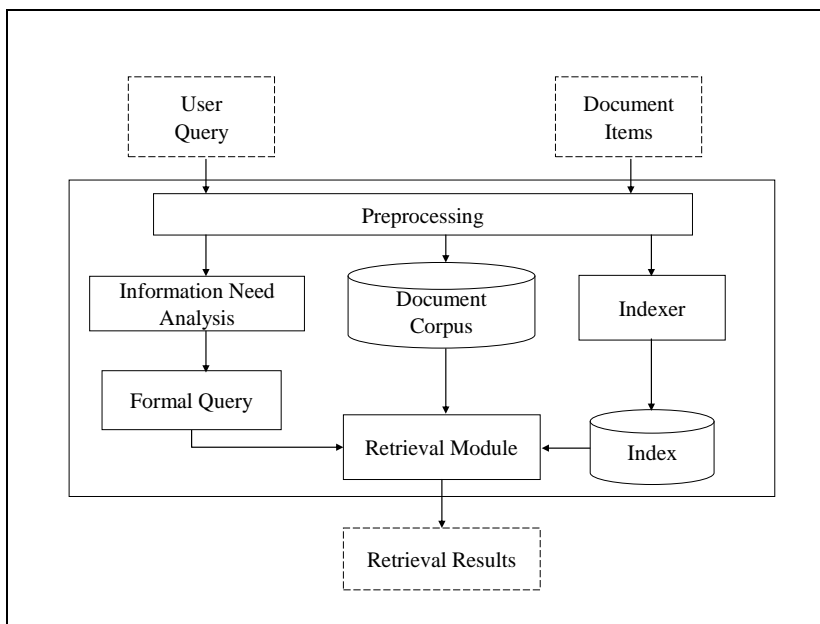 User
Query
Document
Items
Preprocessing
Information Need
Analysis
Document
Corpus
Indexer
Formal Query
Retrieval Module
Index
Retrieval Results